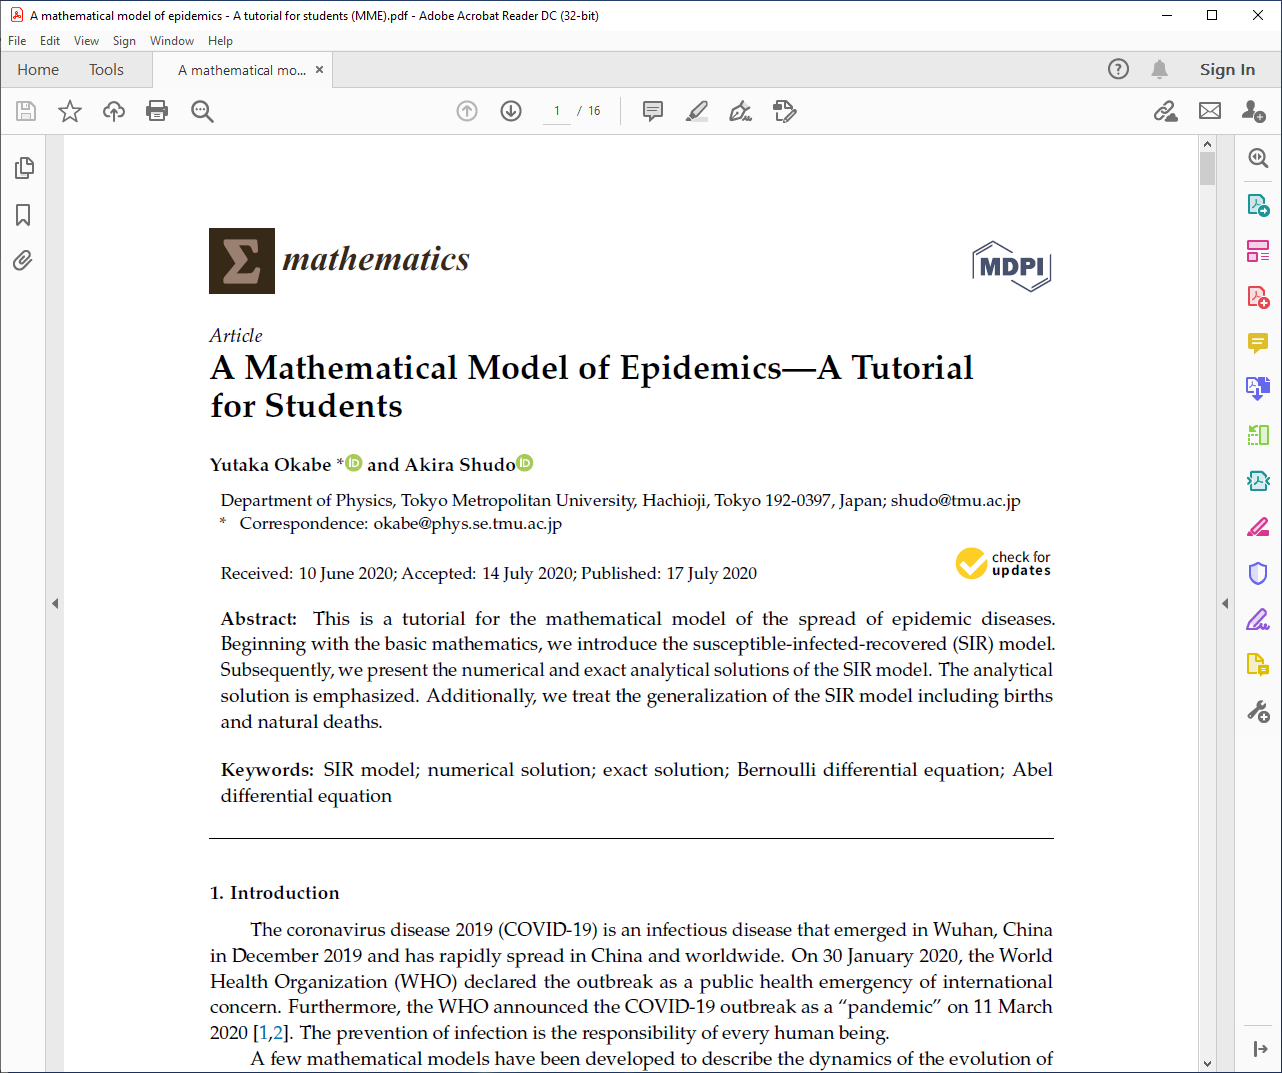 A mathematical model of epidemics - A tutorial for students (MME).pdf - Adobe Acrobat Reader DC (32-bit)
File Edit View Sign Window Help
Home Tools A mathematical mo... × Sign In
1 / 16
Σ mathematics
MDPI
Article
A Mathematical Model of Epidemics—A Tutorial
for Students
Yutaka Okabe * iD and Akira Shudo iD
Department of Physics, Tokyo Metropolitan University, Hachioji, Tokyo 192-0397, Japan; shudo@tmu.ac.jp
* Correspondence: okabe@phys.se.tmu.ac.jp
check for
updates
Received: 10 June 2020; Accepted: 14 July 2020; Published: 17 July 2020
Abstract: This is a tutorial for the mathematical model of the spread of epidemic diseases.
Beginning with the basic mathematics, we introduce the susceptible-infected-recovered (SIR) model.
Subsequently, we present the numerical and exact analytical solutions of the SIR model. The analytical
solution is emphasized. Additionally, we treat the generalization of the SIR model including births
and natural deaths.
Keywords: SIR model; numerical solution; exact solution; Bernoulli differential equation; Abel
differential equation
1. Introduction
The coronavirus disease 2019 (COVID-19) is an infectious disease that emerged in Wuhan, China
in December 2019 and has rapidly spread in China and worldwide. On 30 January 2020, the World
Health Organization (WHO) declared the outbreak as a public health emergency of international
concern. Furthermore, the WHO announced the COVID-19 outbreak as a “pandemic” on 11 March
2020 [1,2]. The prevention of infection is the responsibility of every human being.
A few mathematical models have been developed to describe the dynamics of the evolution of